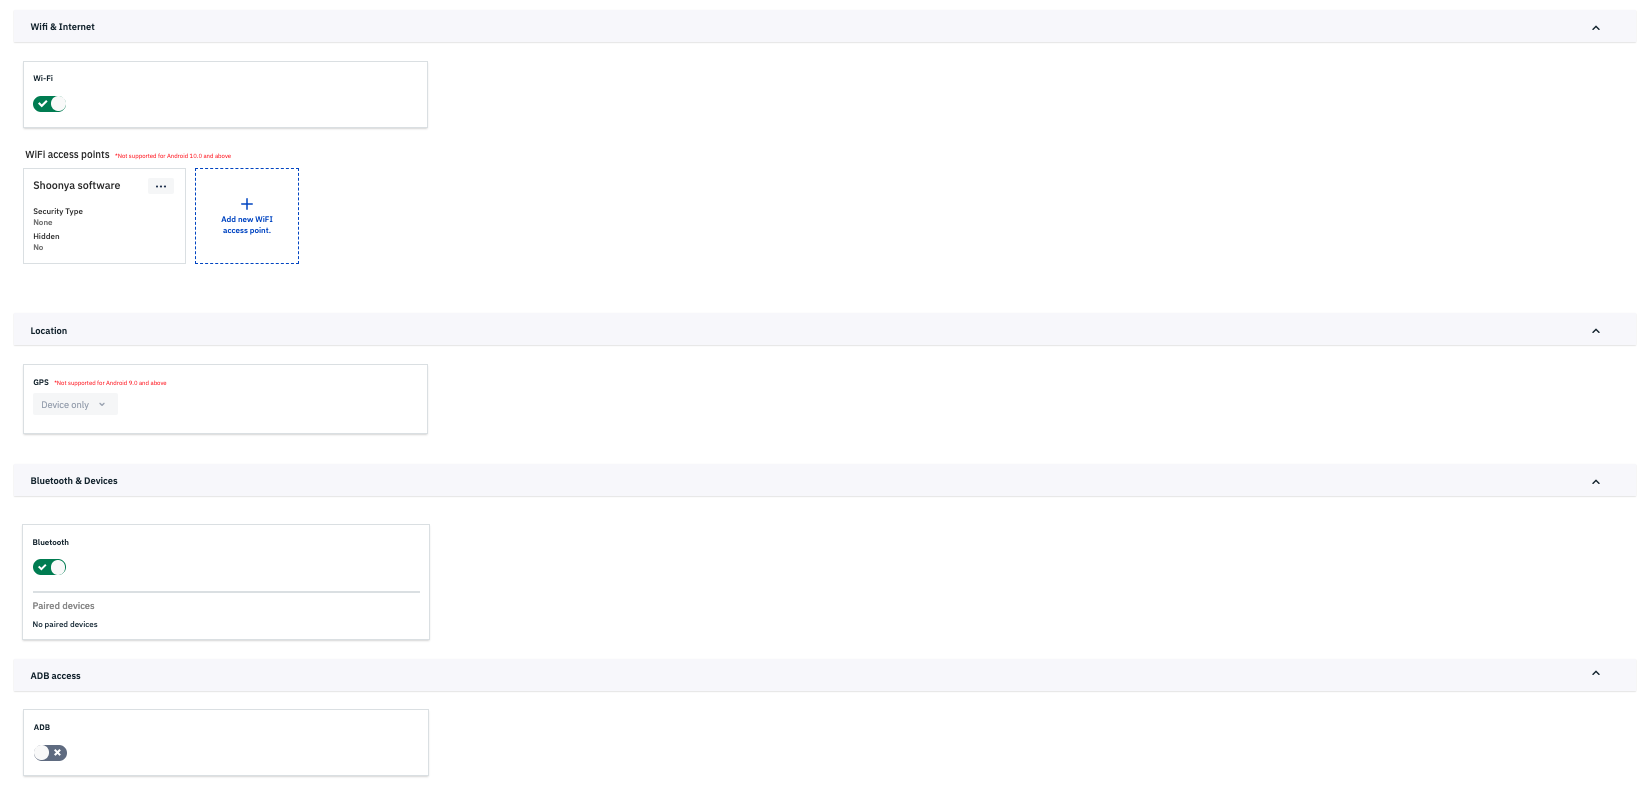 Wifi & Internet
Wi-Fi
WiFi access points *Not supported for Android 10.0 and above
Shoonya software
Security Type
None
Hidden
No
Add new WiFI
access point.
Location
GPS *Not supported for Android 9.0 and above
Device only
Bluetooth & Devices
Bluetooth
Paired devices
No paired devices
ADB access
ADB